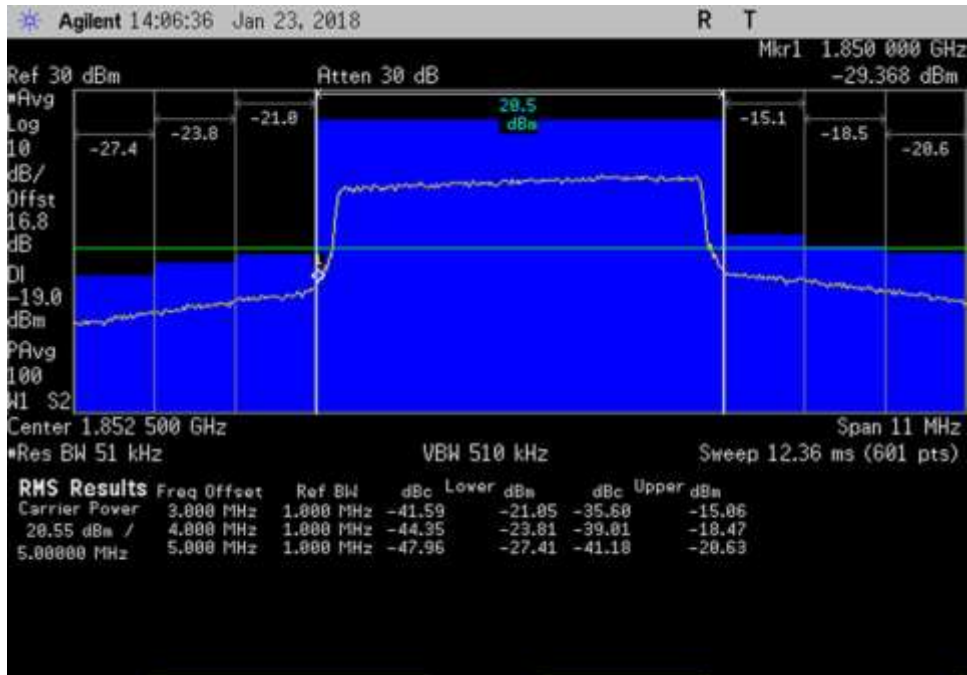 Agilent 14:06:36 Jan 23, 2018 R T
Mkr1 1.850 000 GHz
Ref 30 dBm Atten 30 dB -29.368 dBm
#Avg
Log
10
dB/
Offst
16.8
dB
DI
-19.0
dBm
PAvg
100
W1 S2
-27.4 -23.8 -21.0 20.5 dBm -15.1 -18.5 -20.6
Center 1.852 500 GHz Span 11 MHz
#Res BW 51 kHz VBW 510 kHz Sweep 12.36 ms (601 pts)
RMS Results Freq Offset Ref BW dBc Lower dBm dBc Upper dBm
Carrier Power 3.000 MHz 1.000 MHz -41.59 -21.05 -35.60 -15.06
20.55 dBm / 4.000 MHz 1.000 MHz -44.35 -23.81 -39.01 -18.47
5.00000 MHz 5.000 MHz 1.000 MHz -47.96 -27.41 -41.18 -20.63